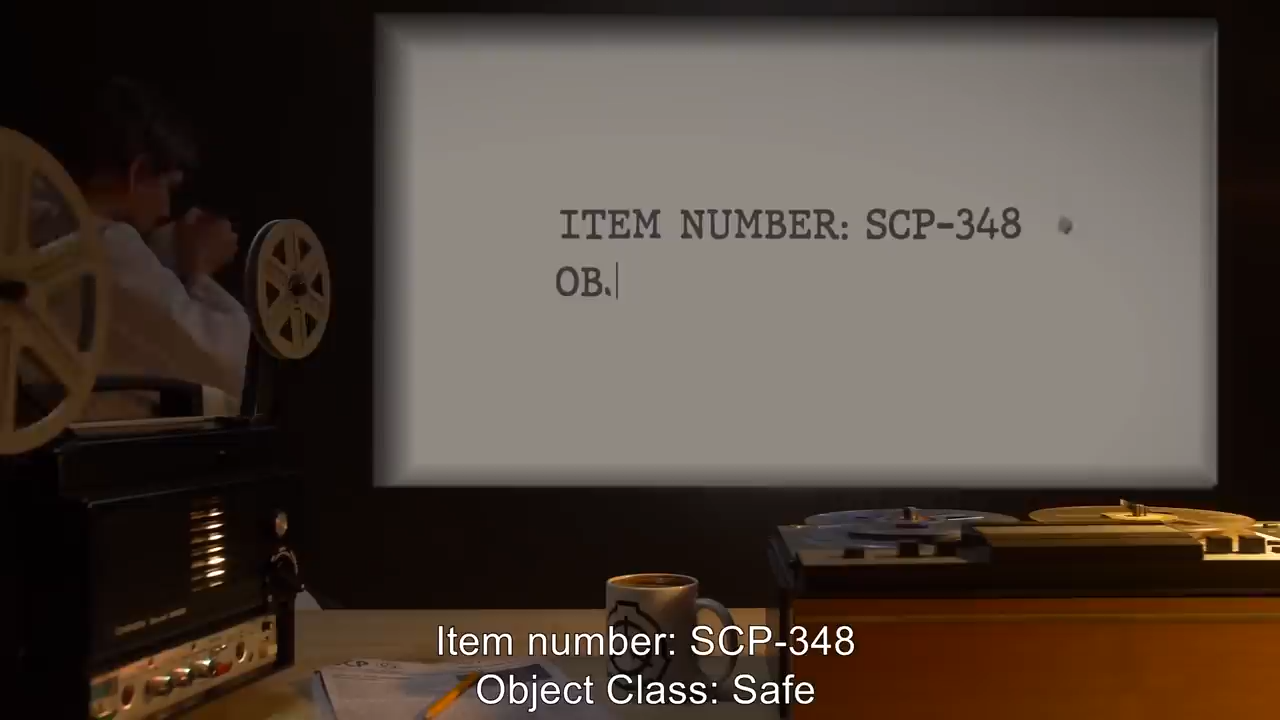 ITEM NUMBER: SCP-348
OB.
Item number: SCP-348
Object Class: Safe